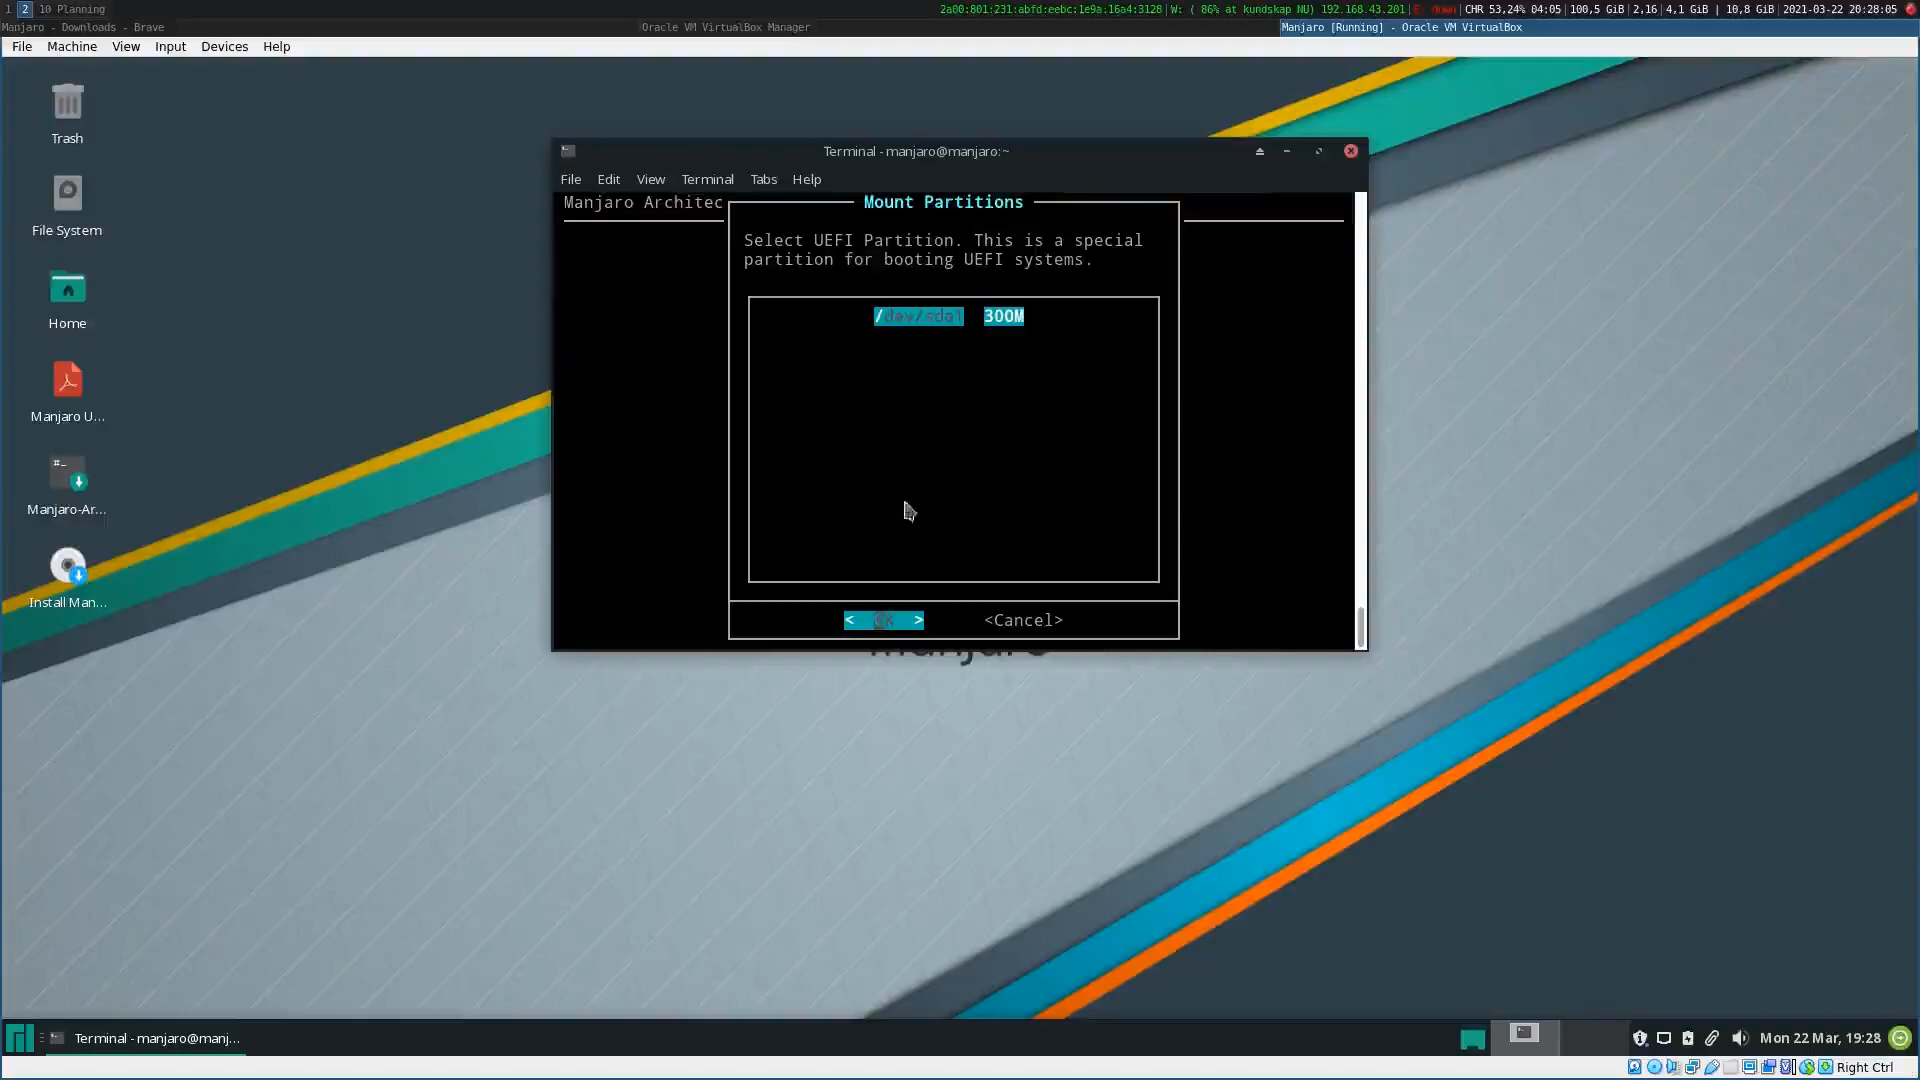 1 2 10 Planning
2a00:801:231:abfd:eebc:1e9a:16a4:3128 W: ( 86% at kundskap NU) 192.168.43.201 E: down CHR 53,24% 04:05 100,5 GiB 2,16 4,1 GiB | 10,8 GiB 2021-03-22 20:28:05
Manjaro - Downloads - Brave
Oracle VM VirtualBox Manager
Manjaro [Running] - Oracle VM VirtualBox
File Machine View Input Devices Help
Trash
File System
Home
Manjaro U...
Manjaro-Ar...
Install Man...
Terminal - manjaro@manjaro:~
File Edit View Terminal Tabs Help
Manjaro Architec
Mount Partitions
Select UEFI Partition. This is a special
partition for booting UEFI systems.
/dev/sda1 300M
< OK > <Cancel>
Terminal - manjaro@manj...
Mon 22 Mar, 19:28
Right Ctrl